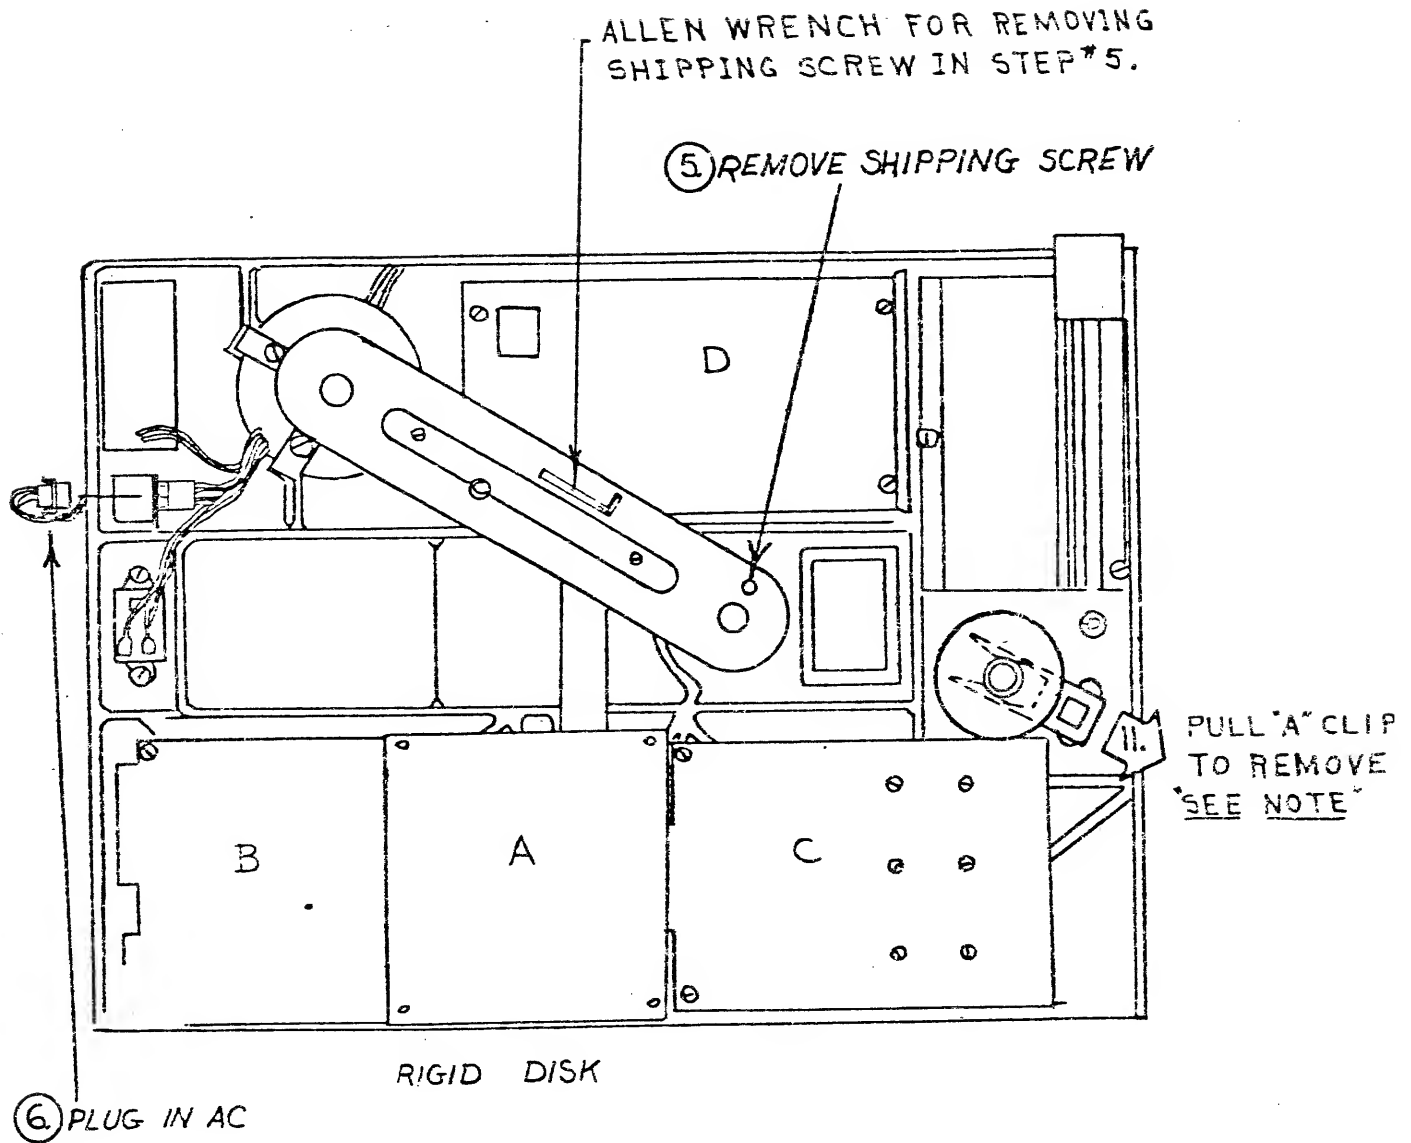 ALLEN WRENCH FOR REMOVING
SHIPPING SCREW IN STEP #5.
5. REMOVE SHIPPING SCREW
D
11.
PULL "A" CLIP
TO REMOVE
"SEE NOTE"
B
A
C
RIGID DISK
6. PLUG IN AC